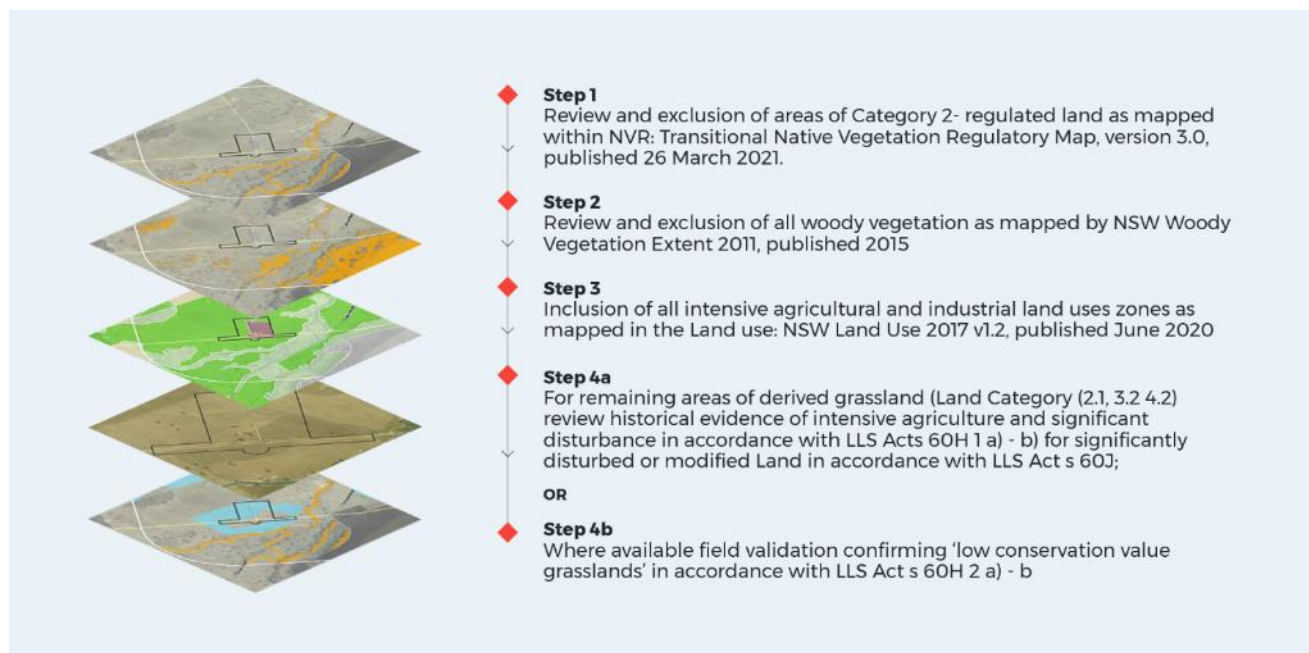 Step 1
Review and exclusion of areas of Category 2- regulated land as mapped
within NVR: Transitional Native Vegetation Regulatory Map, version 3.0,
published 26 March 2021.
Step 2
Review and exclusion of all woody vegetation as mapped by NSW Woody
Vegetation Extent 2011, published 2015
Step 3
Inclusion of all intensive agricultural and industrial land uses zones as
mapped in the Land use: NSW Land Use 2017 v1.2, published June 2020
Step 4a
For remaining areas of derived grassland (Land Category (2.1, 3.2 4.2)
review historical evidence of intensive agriculture and significant
disturbance in accordance with LLS Acts 60H 1 a) - b) for significantly
disturbed or modified Land in accordance with LLS Act s 60J;
OR
Step 4b
Where available field validation confirming ‘low conservation value
grasslands’ in accordance with LLS Act s 60H 2 a) - b